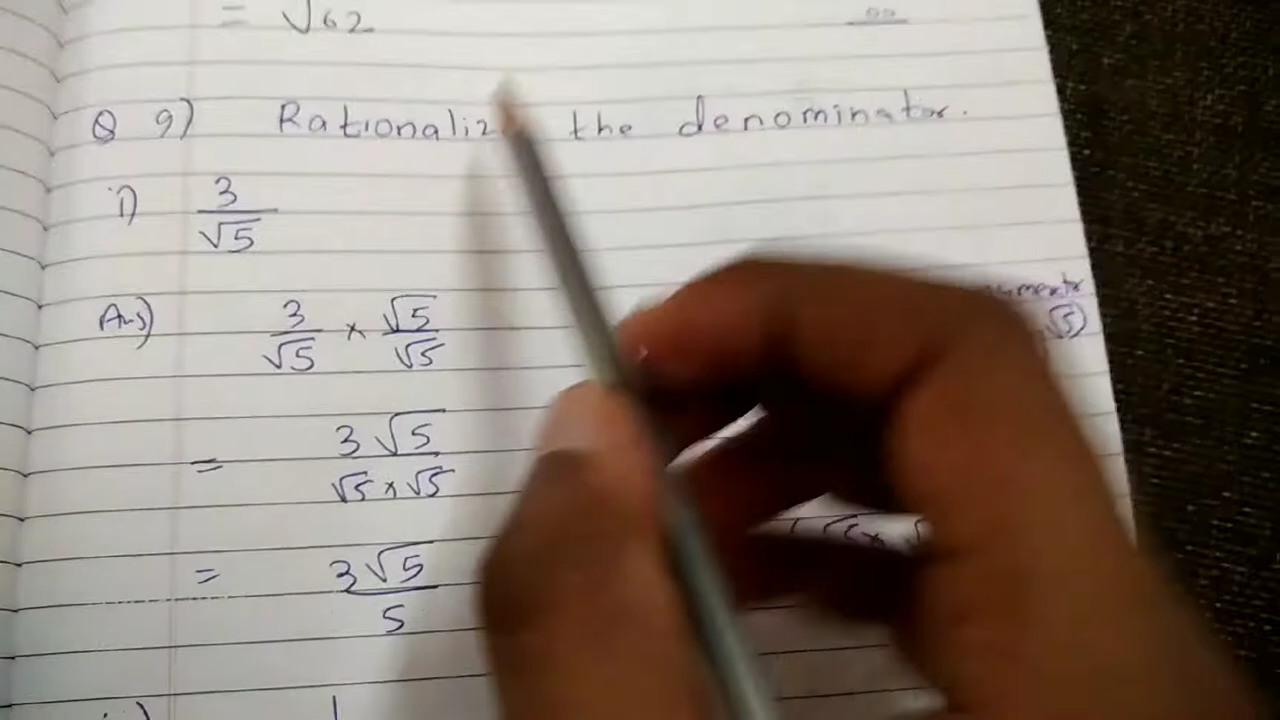 = √62
Q 9) Rationaliz the denominator.
i) 3/√5
Ans) 3/√5 × √5/√5
√5)
= 3√5/√5×√5
= 3√5/5